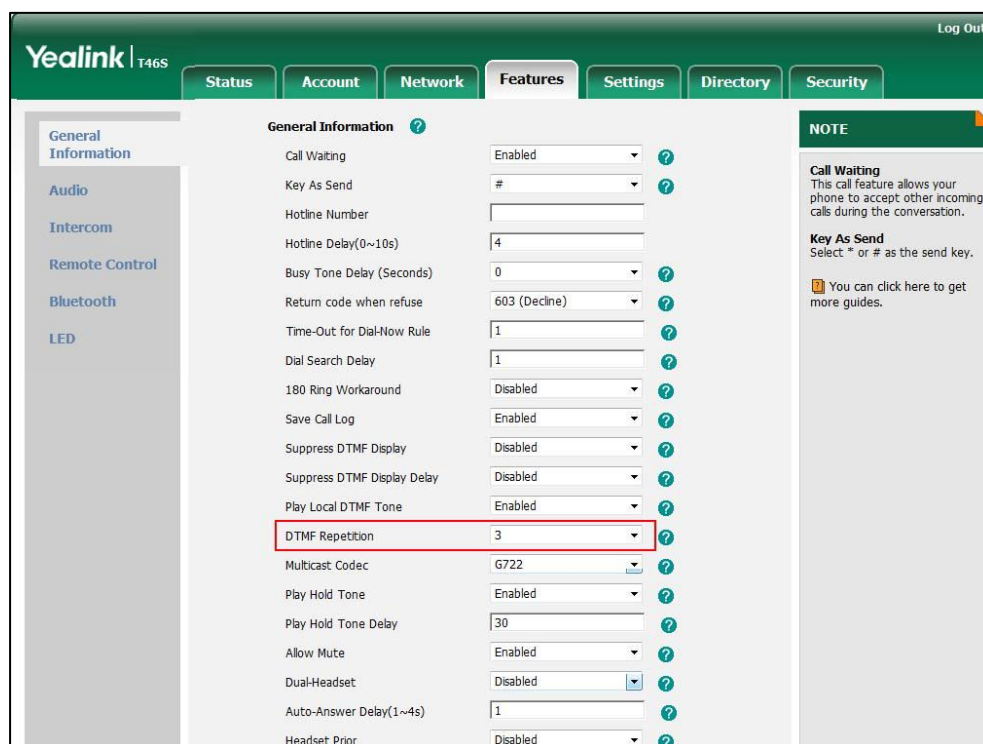 Log Out
Yealink T46S
Status Account Network Features Settings Directory Security
General
Information
Audio
Intercom
Remote Control
Bluetooth
LED
General Information ?
Call Waiting Enabled ?
Key As Send # ?
Hotline Number
Hotline Delay(0~10s) 4
Busy Tone Delay (Seconds) 0 ?
Return code when refuse 603 (Decline) ?
Time-Out for Dial-Now Rule 1 ?
Dial Search Delay 1 ?
180 Ring Workaround Disabled ?
Save Call Log Enabled ?
Suppress DTMF Display Disabled ?
Suppress DTMF Display Delay Disabled ?
Play Local DTMF Tone Enabled ?
DTMF Repetition 3 ?
Multicast Codec G722 ?
Play Hold Tone Enabled ?
Play Hold Tone Delay 30 ?
Allow Mute Enabled ?
Dual-Headset Disabled ?
Auto-Answer Delay(1~4s) 1 ?
Headset Prior Disabled ?
NOTE
Call Waiting
This call feature allows your
phone to accept other incoming
calls during the conversation.
Key As Send
Select * or # as the send key.
? You can click here to get
more guides.